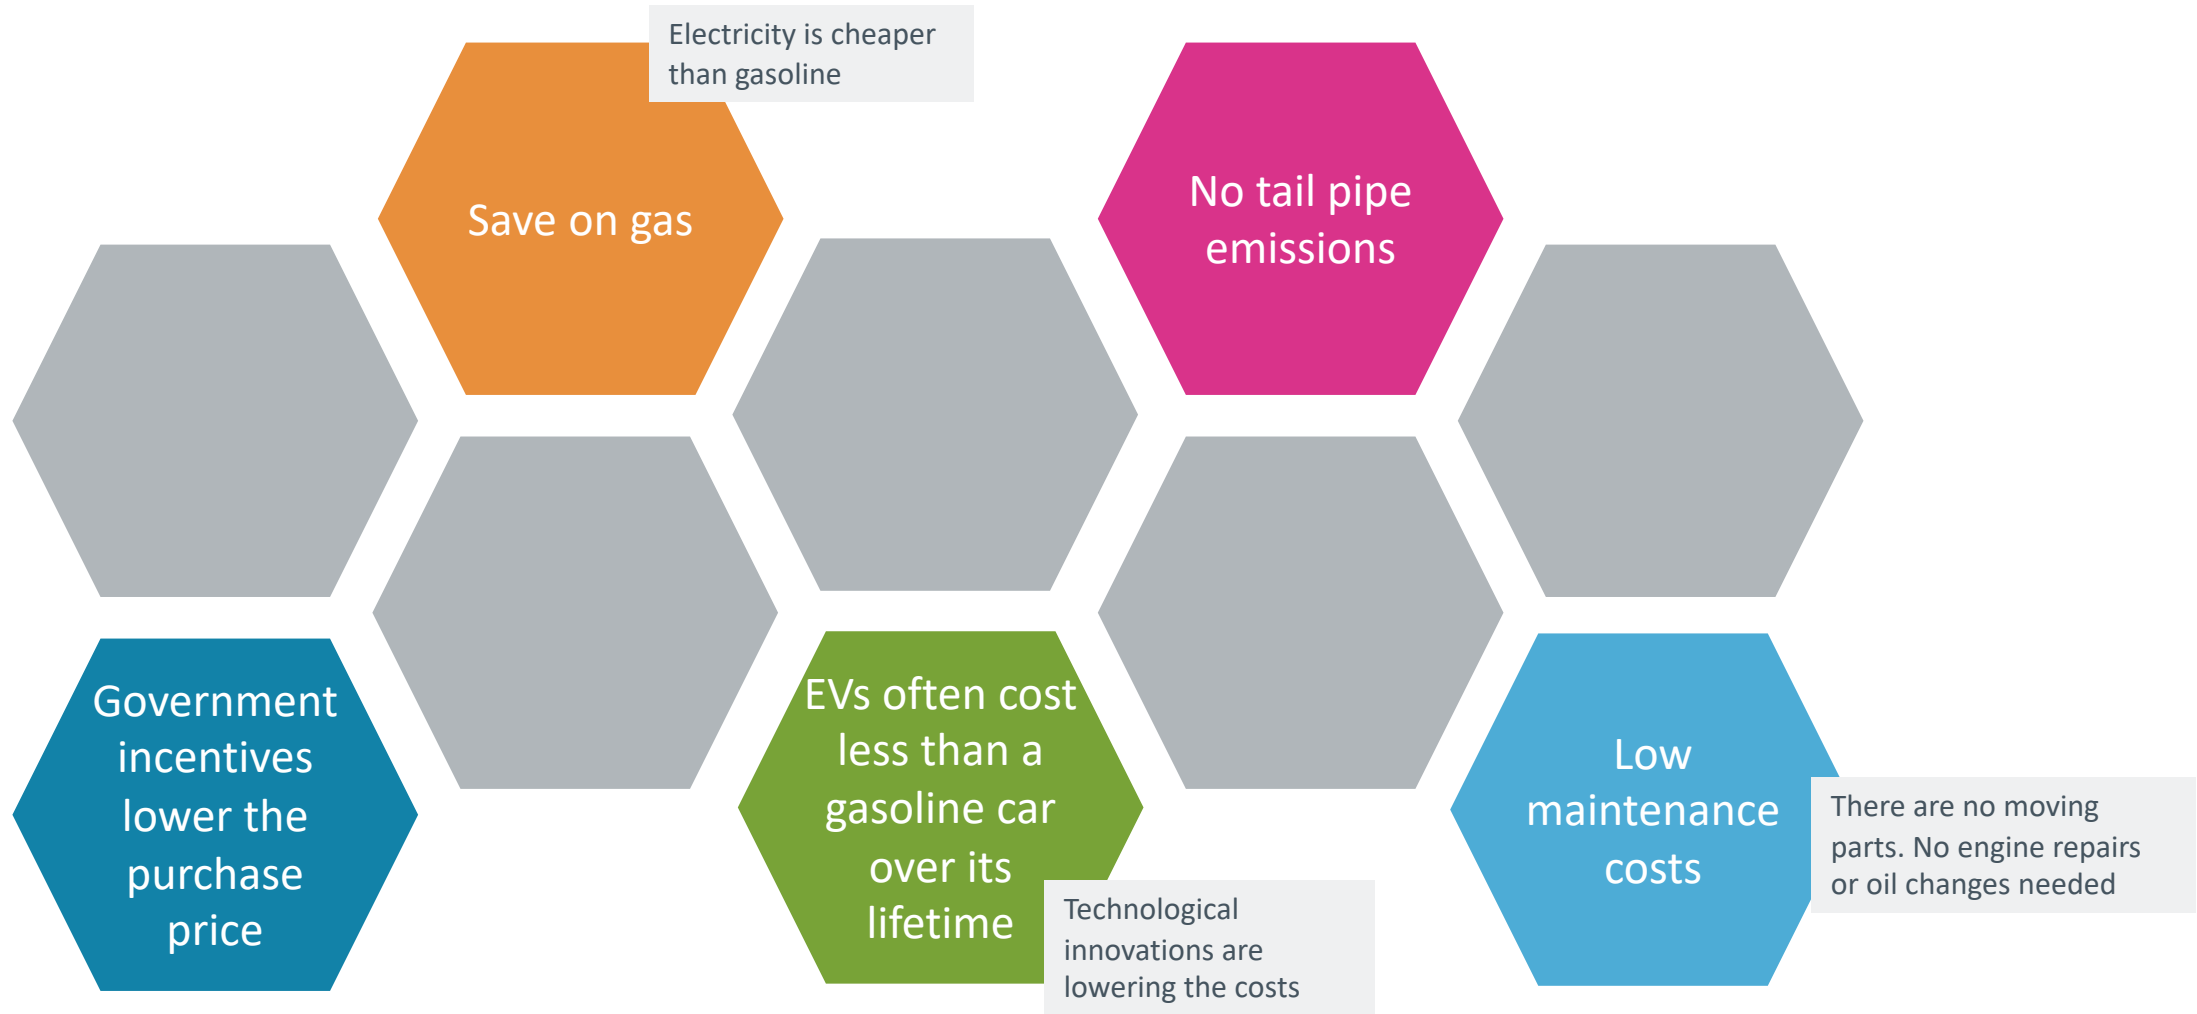 Electricity is cheaper
than gasoline
Save on gas
No tail pipe
emissions
Government
incentives
lower the
purchase
price
EVs often cost
less than a
gasoline car
over its
lifetime
Technological
innovations are
lowering the costs
Low
maintenance
costs
There are no moving
parts. No engine repairs
or oil changes needed